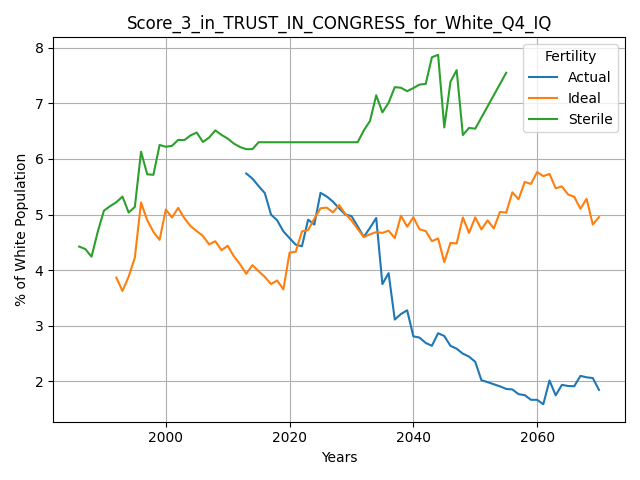 Score_3_in_TRUST_IN_CONGRESS_for_White_Q4_IQ
% of White Population
8
7
6
5
4
3
2
Fertility
Actual
Ideal
Sterile
2000
2020
2040
2060
Years